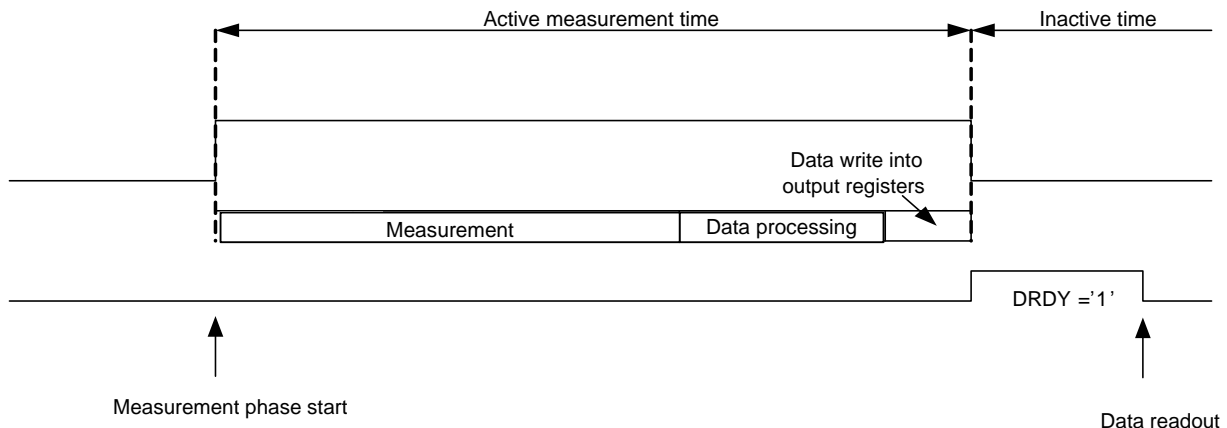 Active measurement time
Inactive time
Data write into
output registers
Measurement
Data processing
DRDY ='1'
Measurement phase start
Data readout